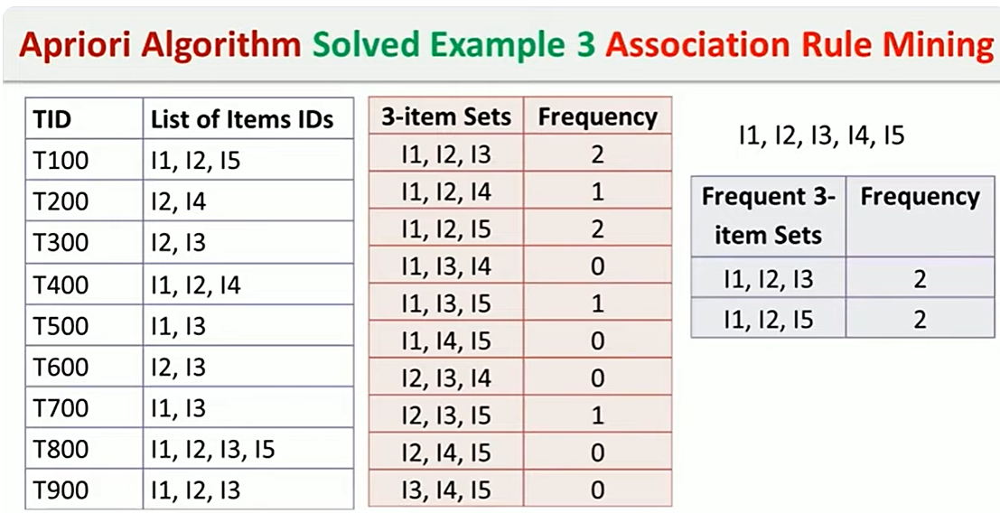 Apriori Algorithm Solved Example 3 Association Rule Mining
TID List of Items IDs
T100 I1, I2, I5
T200 I2, I4
T300 I2, I3
T400 I1, I2, I4
T500 I1, I3
T600 I2, I3
T700 I1, I3
T800 I1, I2, I3, I5
T900 I1, I2, I3
3-item Sets Frequency
I1, I2, I3 2
I1, I2, I4 1
I1, I2, I5 2
I1, I3, I4 0
I1, I3, I5 1
I1, I4, I5 0
I2, I3, I4 0
I2, I3, I5 1
I2, I4, I5 0
I3, I4, I5 0
I1, I2, I3, I4, I5
Frequent 3- Frequency
item Sets
I1, I2, I3 2
I1, I2, I5 2